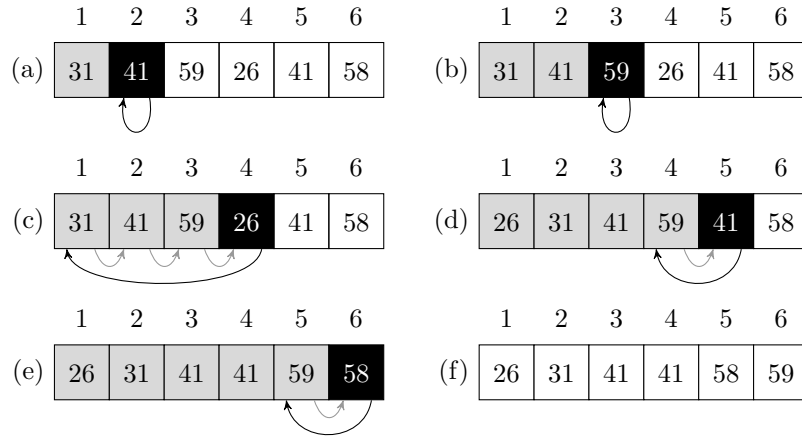 1 2 3 4 5 6
(a) 31 41 59 26 41 58
1 2 3 4 5 6
(b) 31 41 59 26 41 58
1 2 3 4 5 6
(c) 31 41 59 26 41 58
1 2 3 4 5 6
(d) 26 31 41 59 41 58
1 2 3 4 5 6
(e) 26 31 41 41 59 58
1 2 3 4 5 6
(f) 26 31 41 41 58 59